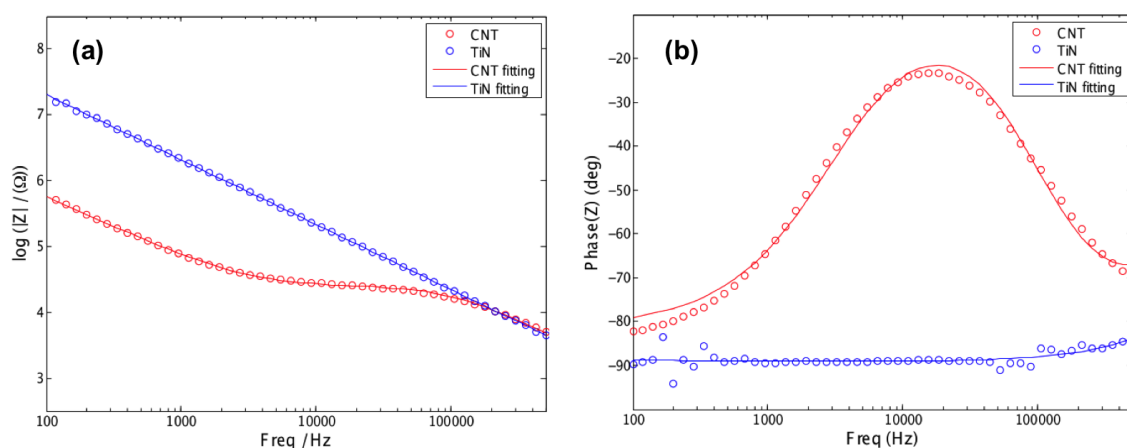 (a)
CNT
TiN
CNT fitting
TiN fitting
log (|Z| / (Ω)
8
7
6
5
4
3
100
1000
10000
100000
Freq /Hz
(b)
CNT
TiN
CNT fitting
TiN fitting
Phase(Z) (deg)
−20
−30
−40
−50
−60
−70
−80
−90
100
1000
10000
100000
Freq (Hz)